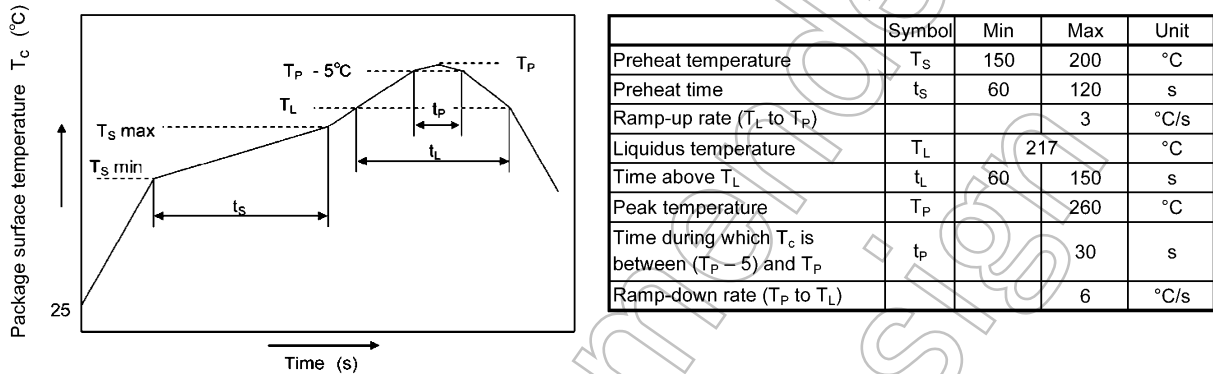 Package surface temperature T_c (°C)
T_P - 5°C
T_P
T_L
t_P
T_S max
t_L
T_S min
t_S
25
Time (s)
Symbol Min Max Unit
Preheat temperature T_S 150 200 °C
Preheat time t_S 60 120 s
Ramp-up rate (T_L to T_P) 3 °C/s
Liquidus temperature T_L 217 °C
Time above T_L t_L 60 150 s
Peak temperature T_P 260 °C
Time during which T_c is
between (T_P – 5) and T_P t_P 30 s
Ramp-down rate (T_P to T_L) 6 °C/s